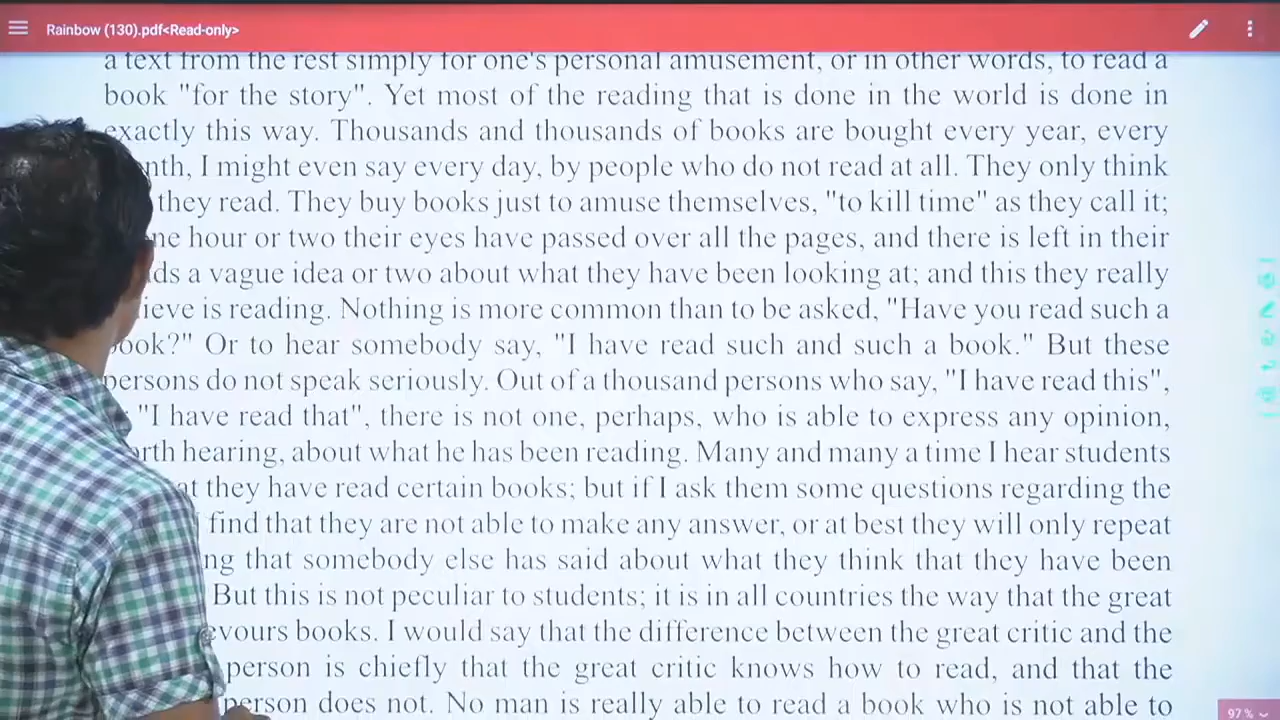 Rainbow (130).pdf<Read-only>
a text from the rest simply for one's personal amusement, or in other words, to read a
book "for the story". Yet most of the reading that is done in the world is done in
exactly this way. Thousands and thousands of books are bought every year, every
nth, I might even say every day, by people who do not read at all. They only think
they read. They buy books just to amuse themselves, "to kill time" as they call it;
ne hour or two their eyes have passed over all the pages, and there is left in their
ds a vague idea or two about what they have been looking at; and this they really
ieve is reading. Nothing is more common than to be asked, "Have you read such a
book?" Or to hear somebody say, "I have read such and such a book." But these
persons do not speak seriously. Out of a thousand persons who say, "I have read this",
"I have read that", there is not one, perhaps, who is able to express any opinion,
orth hearing, about what he has been reading. Many and many a time I hear students
at they have read certain books; but if I ask them some questions regarding the
find that they are not able to make any answer, or at best they will only repeat
ng that somebody else has said about what they think that they have been
But this is not peculiar to students; it is in all countries the way that the great
evours books. I would say that the difference between the great critic and the
person is chiefly that the great critic knows how to read, and that the
person does not. No man is really able to read a book who is not able to
97%